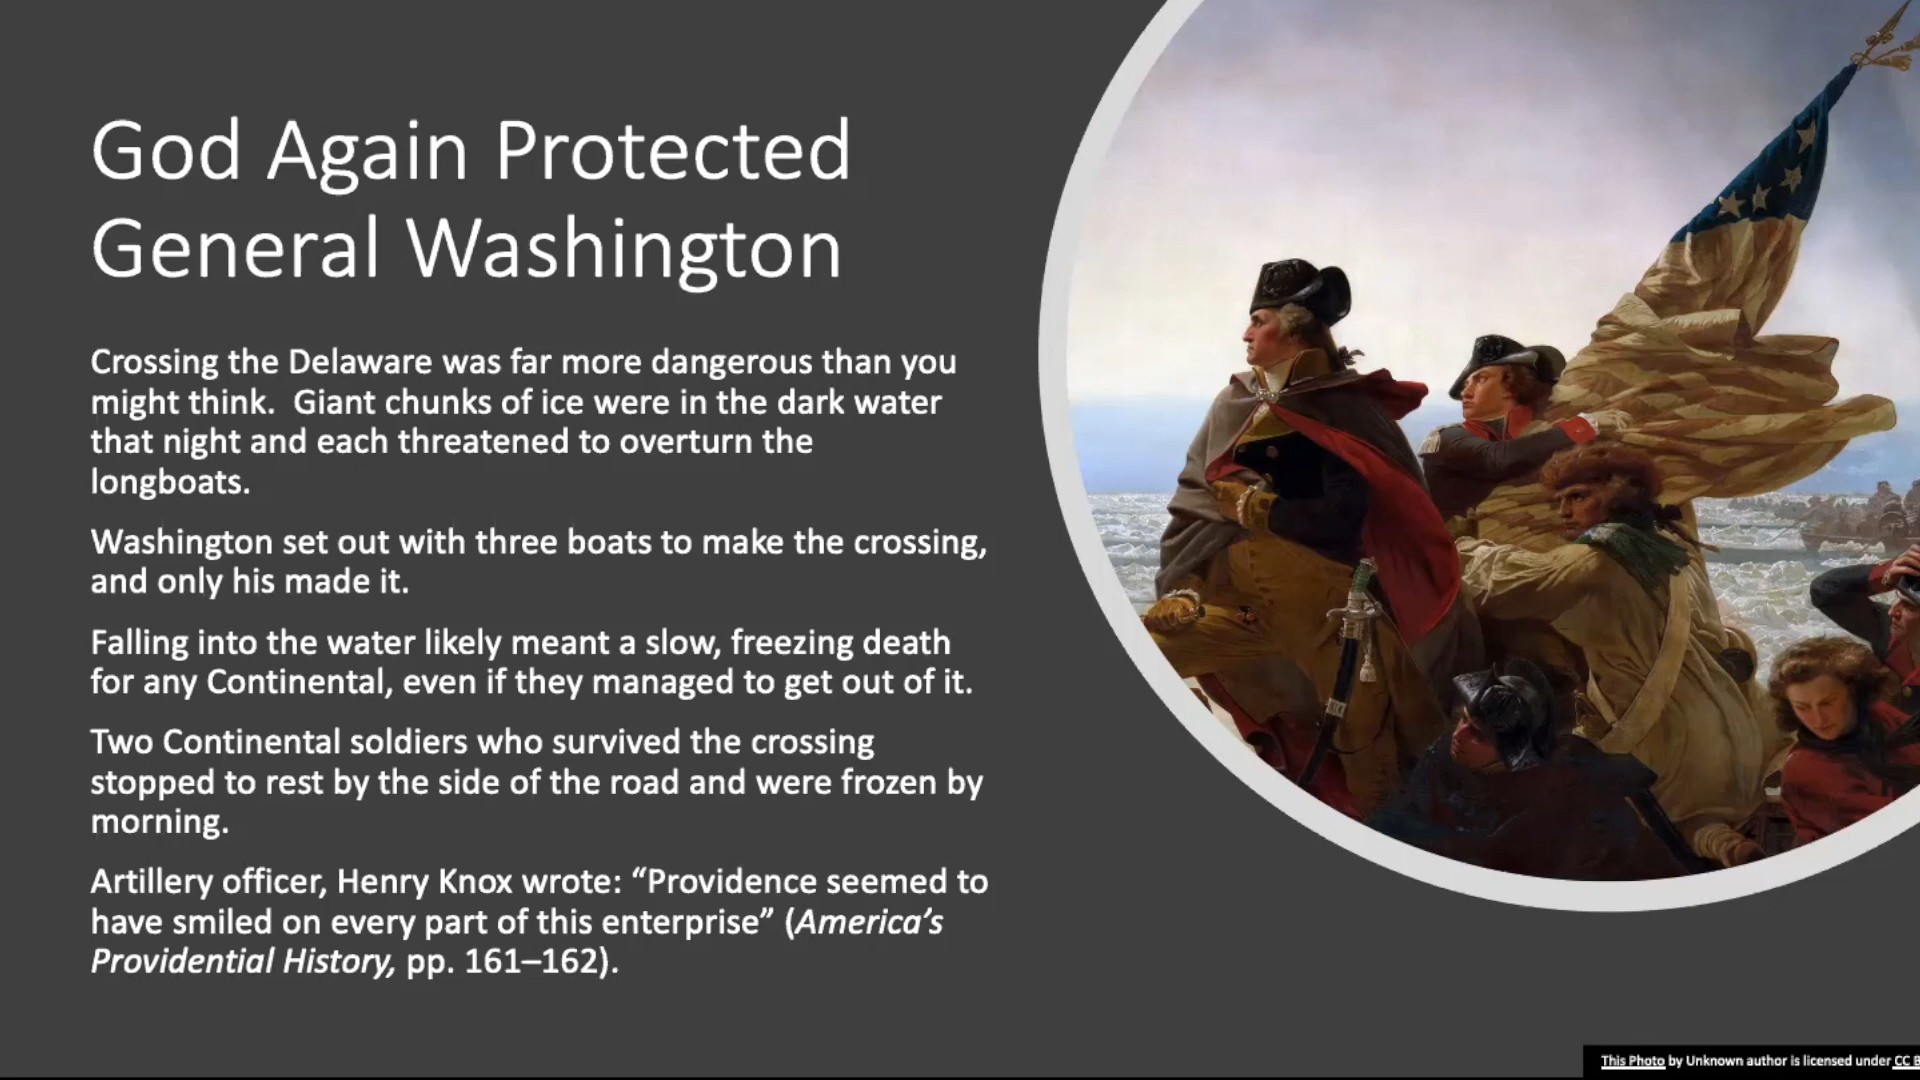 God Again Protected
General Washington
Crossing the Delaware was far more dangerous than you
might think.  Giant chunks of ice were in the dark water
that night and each threatened to overturn the
longboats.
Washington set out with three boats to make the crossing,
and only his made it.
Falling into the water likely meant a slow, freezing death
for any Continental, even if they managed to get out of it.
Two Continental soldiers who survived the crossing
stopped to rest by the side of the road and were frozen by
morning.
Artillery officer, Henry Knox wrote: “Providence seemed to
have smiled on every part of this enterprise” (America’s
Providential History, pp. 161–162).
This Photo by Unknown author is licensed under CC B